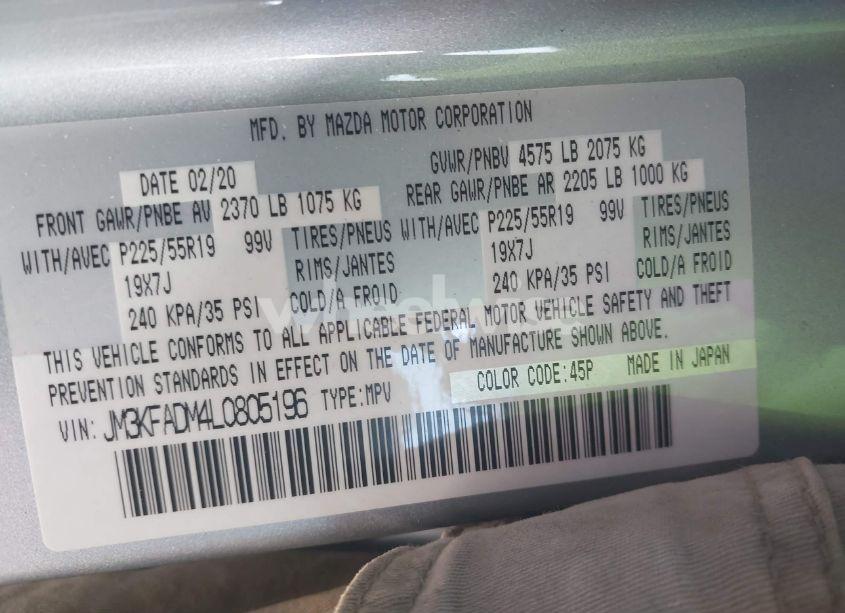 MFD. BY MAZDA MOTOR CORPORATION
DATE 02/20 GVWR/PNBV 4575 LB 2075 KG
FRONT GAWR/PNBE AV 2370 LB 1075 KG REAR GAWR/PNBE AR 2205 LB 1000 KG
WITH/AVEC P225/55R19 99V TIRES/PNEUS WITH/AVEC P225/55R19 99V TIRES/PNEUS
19X7J RIMS/JANTES 19X7J RIMS/JANTES
240 KPA/35 PSI COLD/A FROID 240 KPA/35 PSI COLD/A FROID
THIS VEHICLE CONFORMS TO ALL APPLICABLE FEDERAL MOTOR VEHICLE SAFETY AND THEFT
PREVENTION STANDARDS IN EFFECT ON THE DATE OF MANUFACTURE SHOWN ABOVE.
VIN: JM3KFADM4L0805196 TYPE:MPV COLOR CODE:45P MADE IN JAPAN